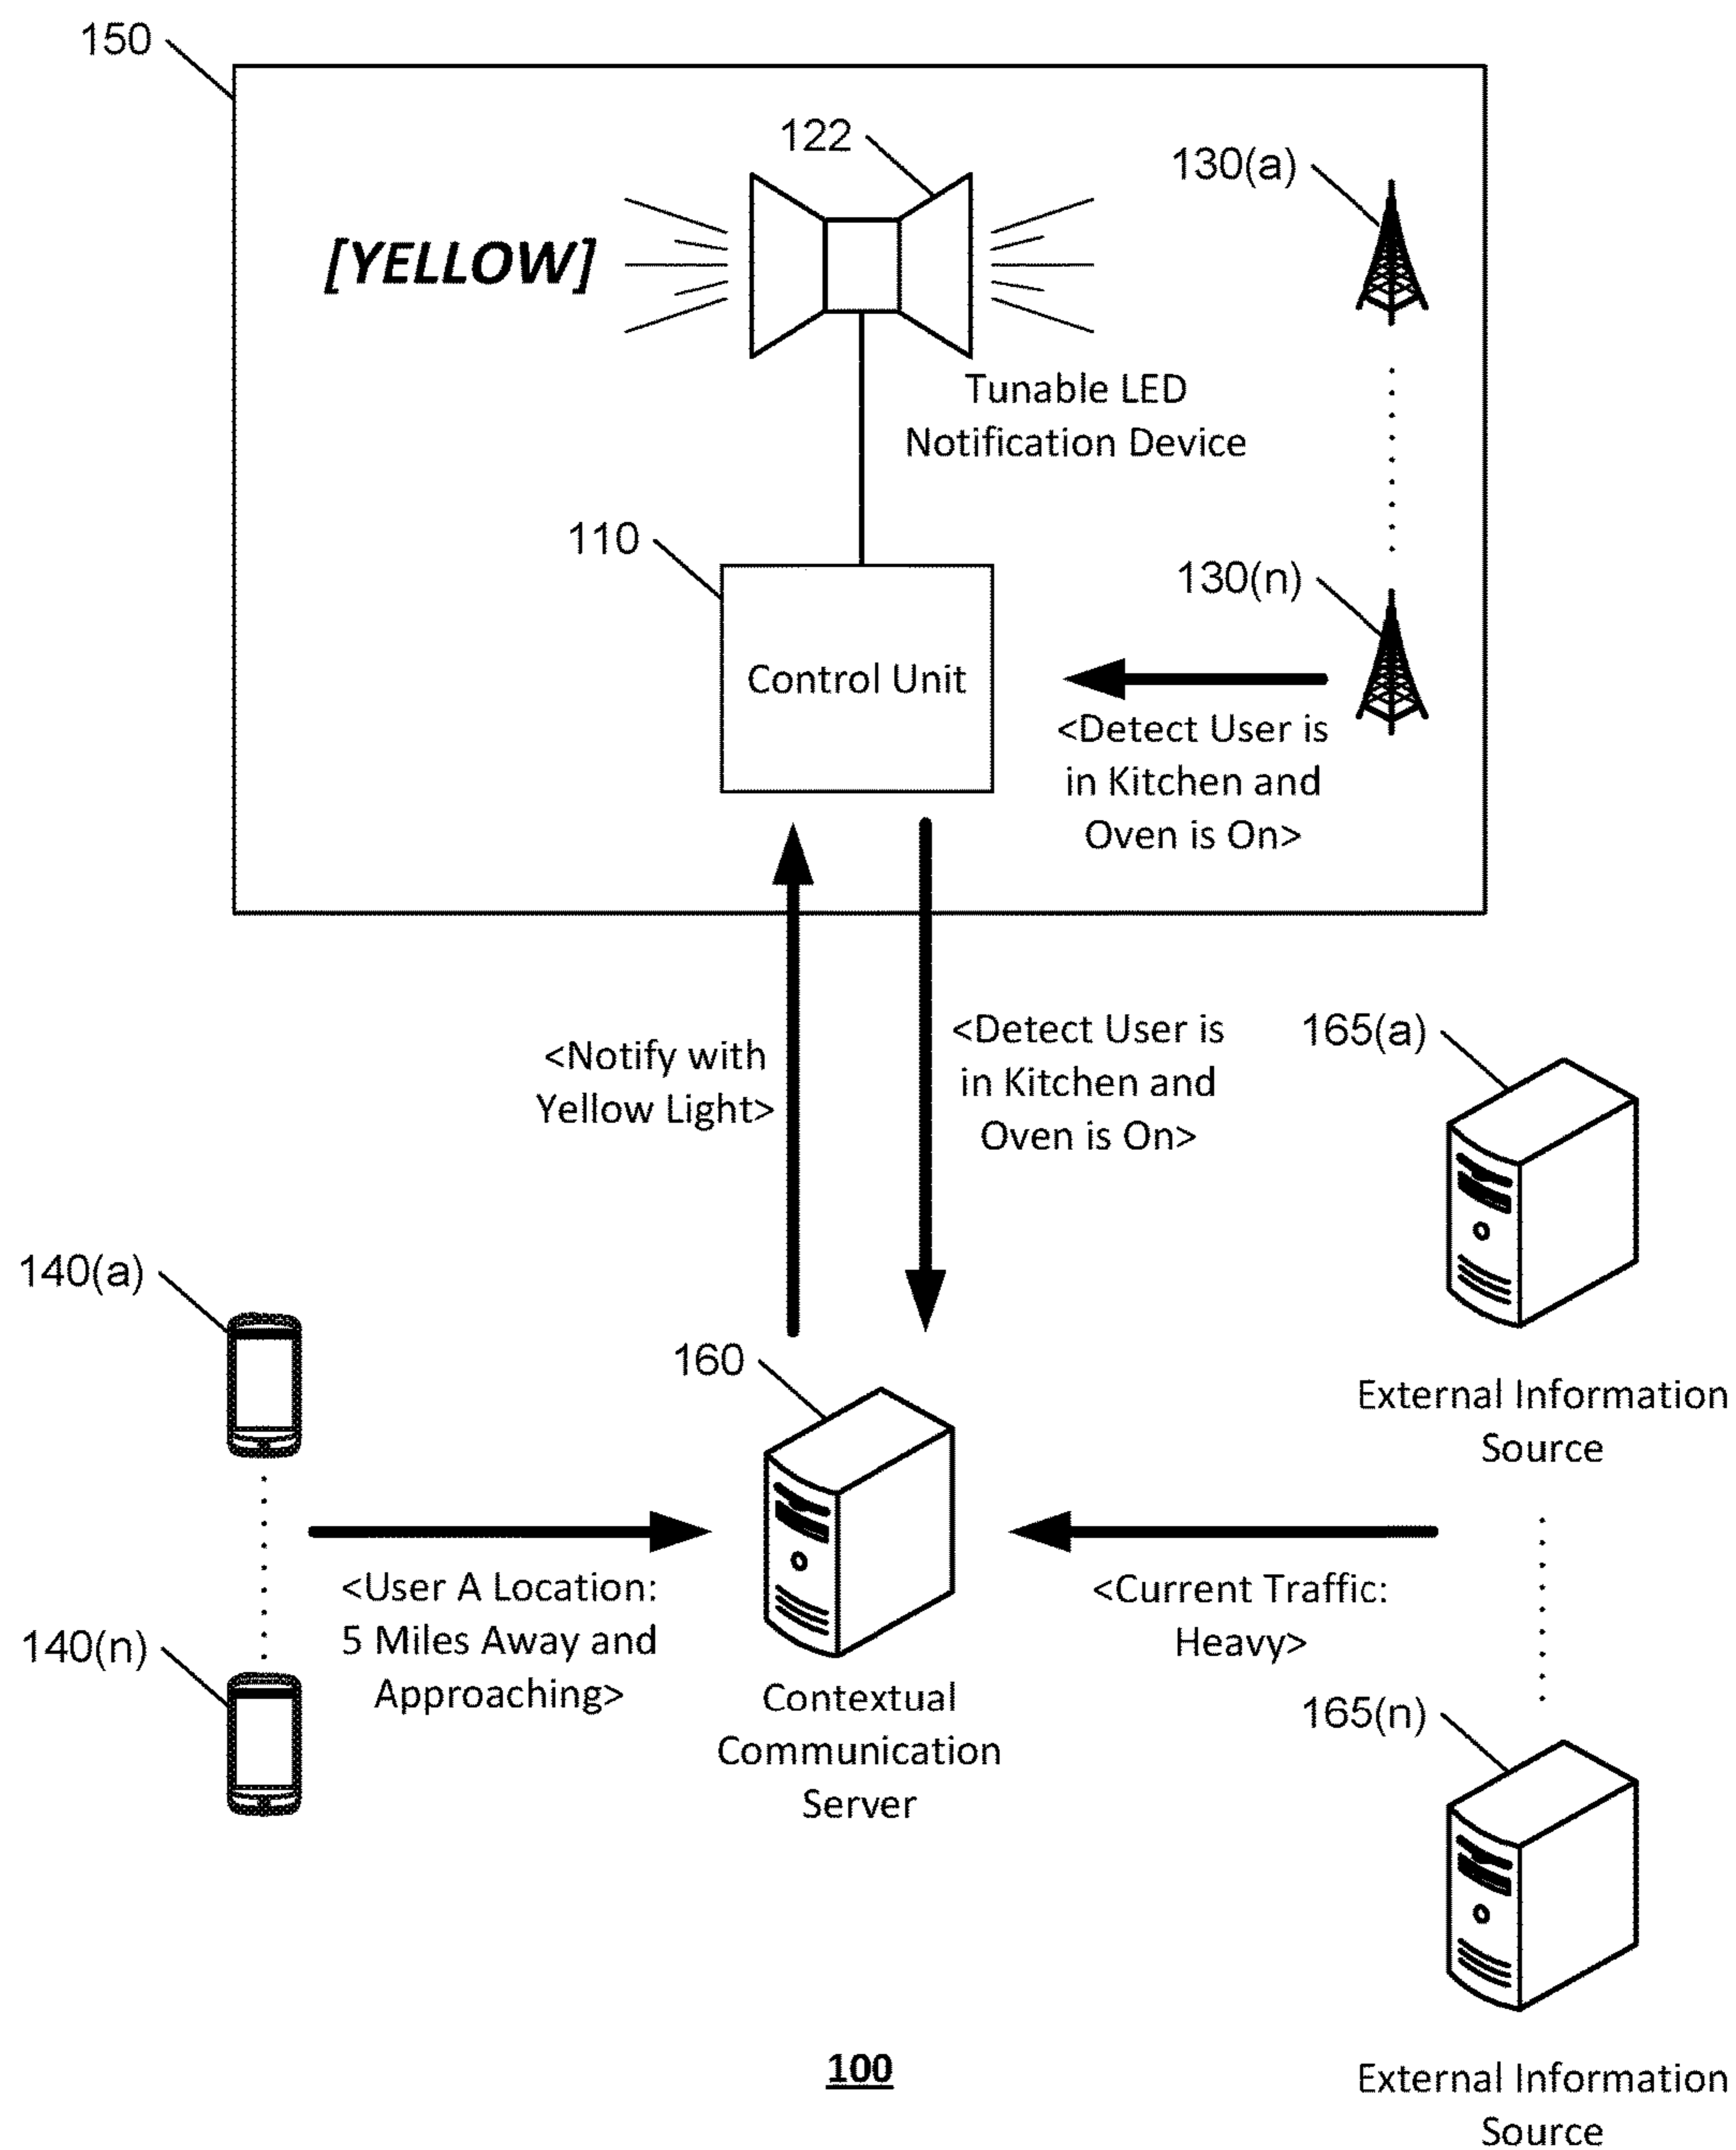 150
122
130(a)
[YELLOW]
Tunable LED
Notification Device
110
130(n)
Control Unit
<Detect User is
in Kitchen and
Oven is On>
<Notify with
Yellow Light>
<Detect User is
in Kitchen and
Oven is On>
165(a)
140(a)
160
External Information
Source
<User A Location:
5 Miles Away and
Approaching>
<Current Traffic:
Heavy>
140(n)
Contextual
Communication
Server
165(n)
100
External Information
Source